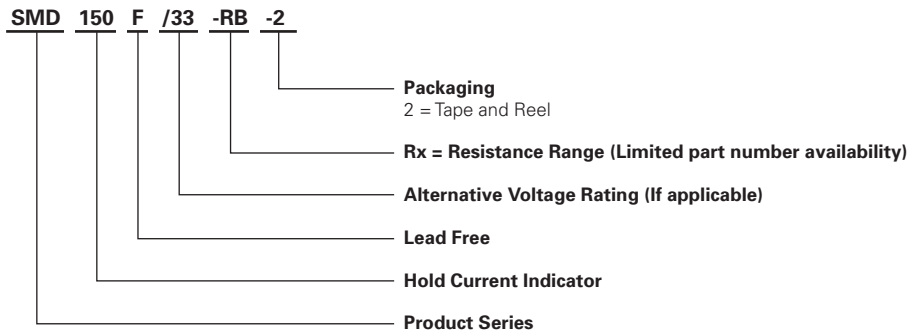 SMD 150 F /33 -RB -2
Packaging
2 = Tape and Reel
Rx = Resistance Range (Limited part number availability)
Alternative Voltage Rating (If applicable)
Lead Free
Hold Current Indicator
Product Series